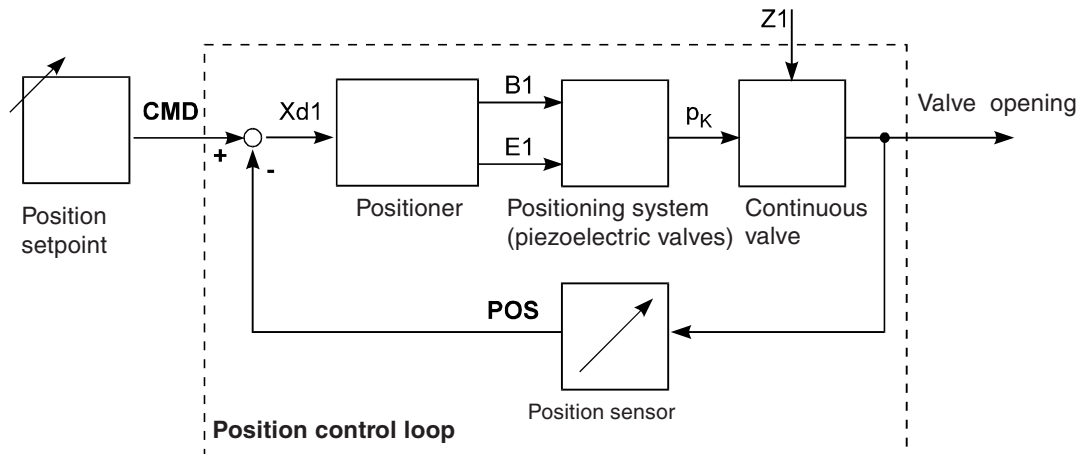 Z1
CMD
Xd1
B1
E1
pK
Valve opening
+
-
Position
setpoint
Positioner
Positioning system
(piezoelectric valves)
Continuous
valve
POS
Position sensor
Position control loop